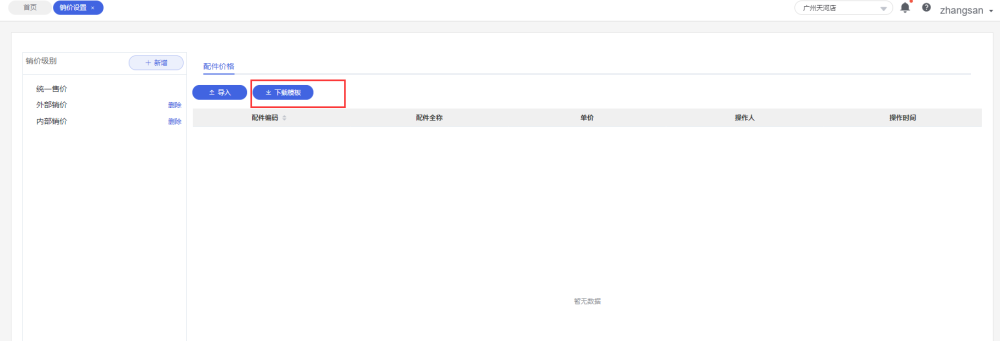 首页 销价设置 × 广州天河店 zhangsan
销价级别 + 新增 配件价格
导入 下载模板
统一售价
外部销价 删除
内部销价 删除
配件编码 配件全称 单价 操作人 操作时间
暂无数据